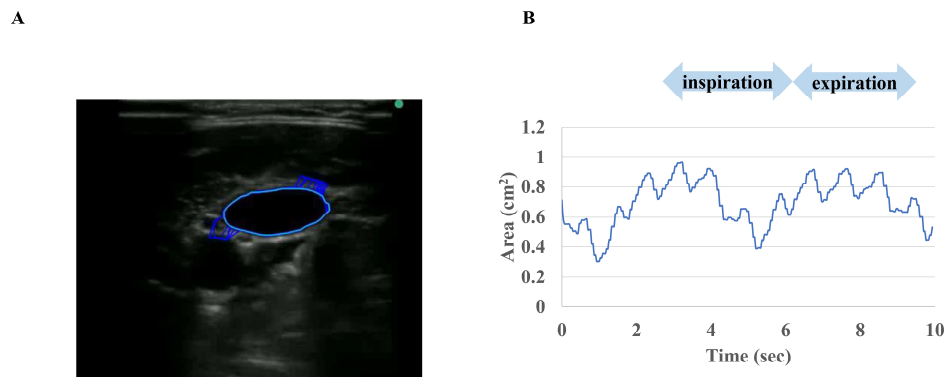 A
B
inspiration expiration
1.2
1
0.8
0.6
0.4
0.2
0
Area (cm²)
0 2 4 6 8 10
Time (sec)